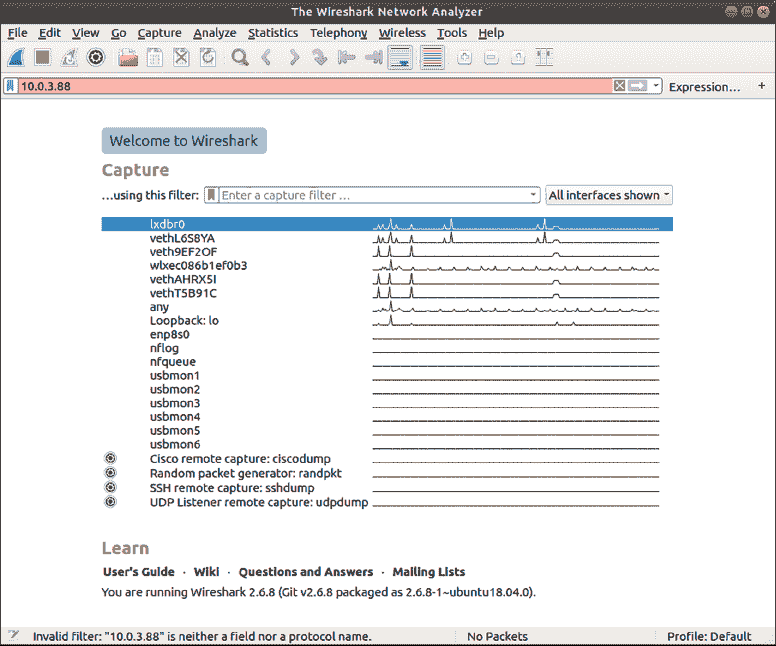 The Wireshark Network Analyzer
File Edit View Go Capture Analyze Statistics Telephony Wireless Tools Help
10.0.3.88 Expression… +
Welcome to Wireshark
Capture
…using this filter: Enter a capture filter … All interfaces shown
lxdbr0
vethL6S8YA
veth9EF2OF
wlxec086b1ef0b3
vethAHRX5I
vethT5B91C
any
Loopback: lo
enp8s0
nflog
nfqueue
usbmon1
usbmon2
usbmon3
usbmon4
usbmon5
usbmon6
Cisco remote capture: ciscodump
Random packet generator: randpkt
SSH remote capture: sshdump
UDP Listener remote capture: udpdump
Learn
User's Guide · Wiki · Questions and Answers · Mailing Lists
You are running Wireshark 2.6.8 (Git v2.6.8 packaged as 2.6.8-1~ubuntu18.04.0).
Invalid filter: "10.0.3.88" is neither a field nor a protocol name. No Packets Profile: Default